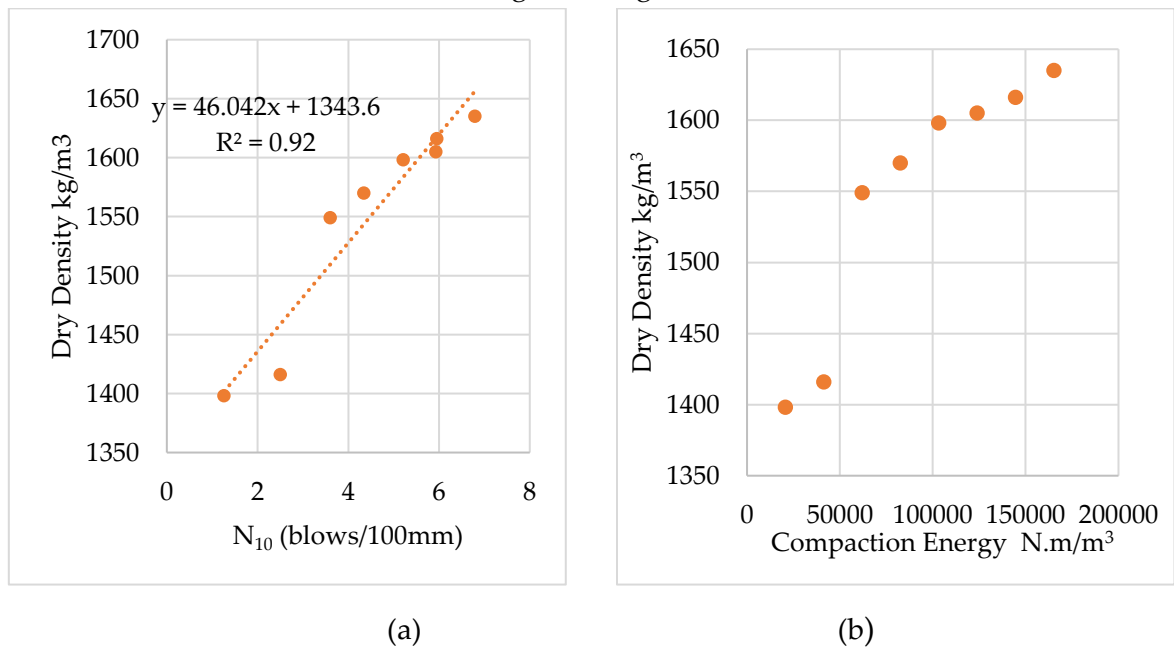 1700
1650
1600
1550
1500
1450
1400
1350
y = 46.042x + 1343.6
R² = 0.92
Dry Density kg/m3
0 2 4 6 8
N₁₀ (blows/100mm)
(a)
1650
1600
1550
1500
1450
1400
1350
Dry Density kg/m³
0 50000 100000 150000 200000
Compaction Energy N.m/m³
(b)